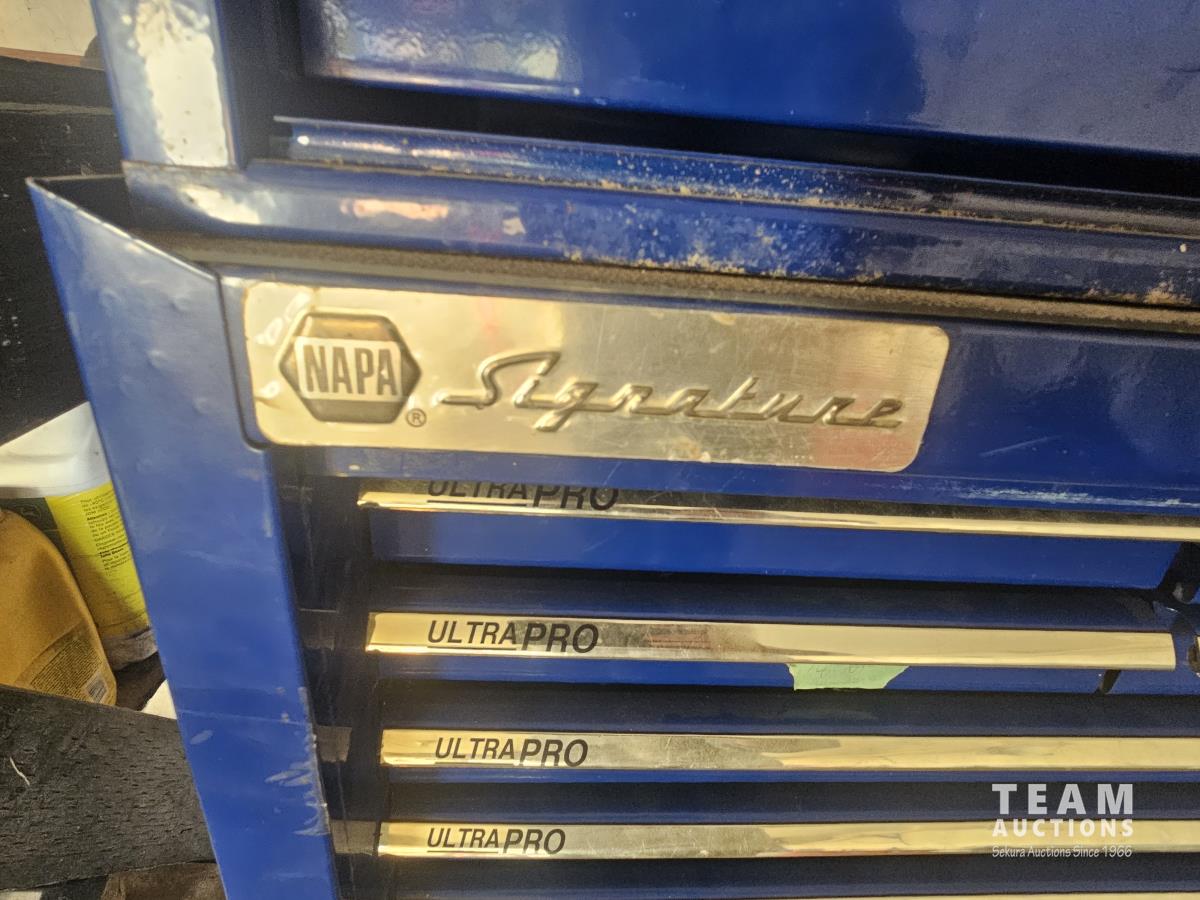 NAPA
®
Signature
ULTRAPRO
ULTRAPRO
ULTRAPRO
ULTRAPRO
TEAM
AUCTIONS
Sekura Auctions Since 1966